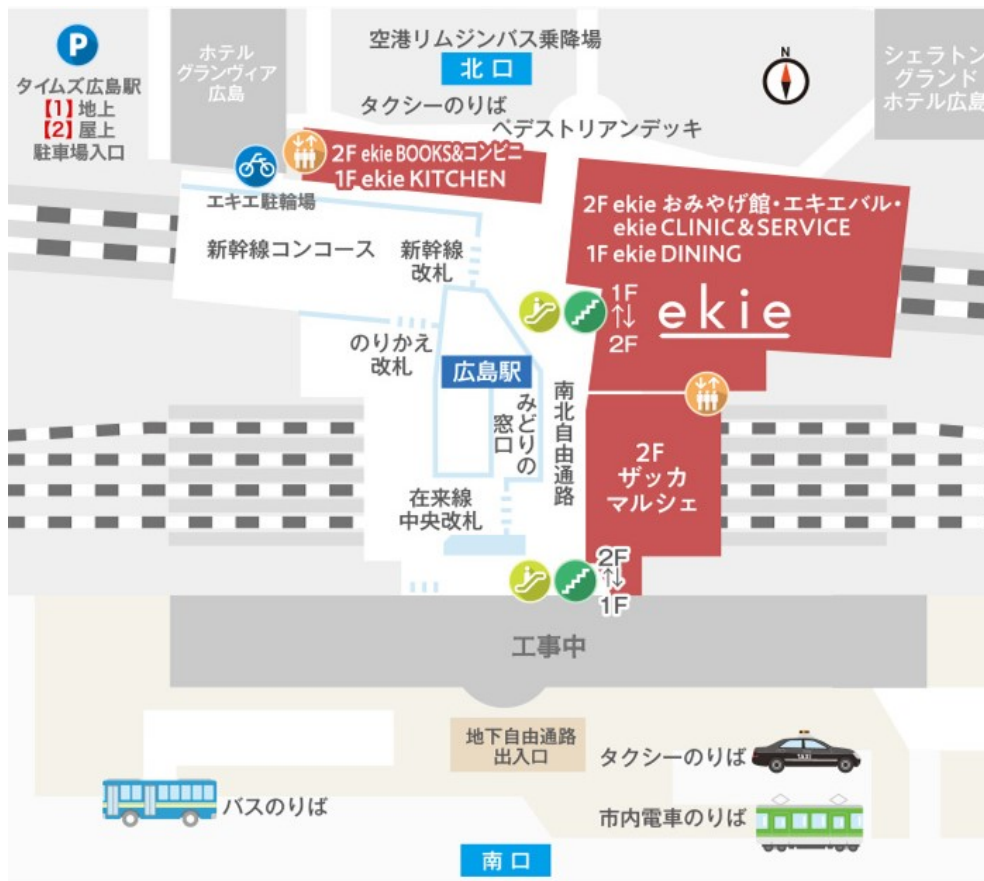 P
タイムズ広島駅
【1】地上
【2】屋上
駐車場入口
ホテル
グランヴィア
広島
空港リムジンバス乗降場
北口
タクシーのりば
ペデストリアンデッキ
N
シェラトン
グランド
ホテル広島
2F ekie BOOKS&コンビニ
1F ekie KITCHEN
エキエ駐輪場
2F ekie おみやげ館・エキエバル・
ekie CLINIC & SERVICE
1F ekie DINING
新幹線コンコース
新幹線
改札
1F
↑↓
2F
ekie
のりかえ
改札
広島駅
みどりの
窓口
南北自由通路
2F
ザッカ
マルシェ
在来線
中央改札
2F
↑↓
1F
工事中
地下自由通路
出入口
タクシーのりば
TAXI
バスのりば
市内電車のりば
南口